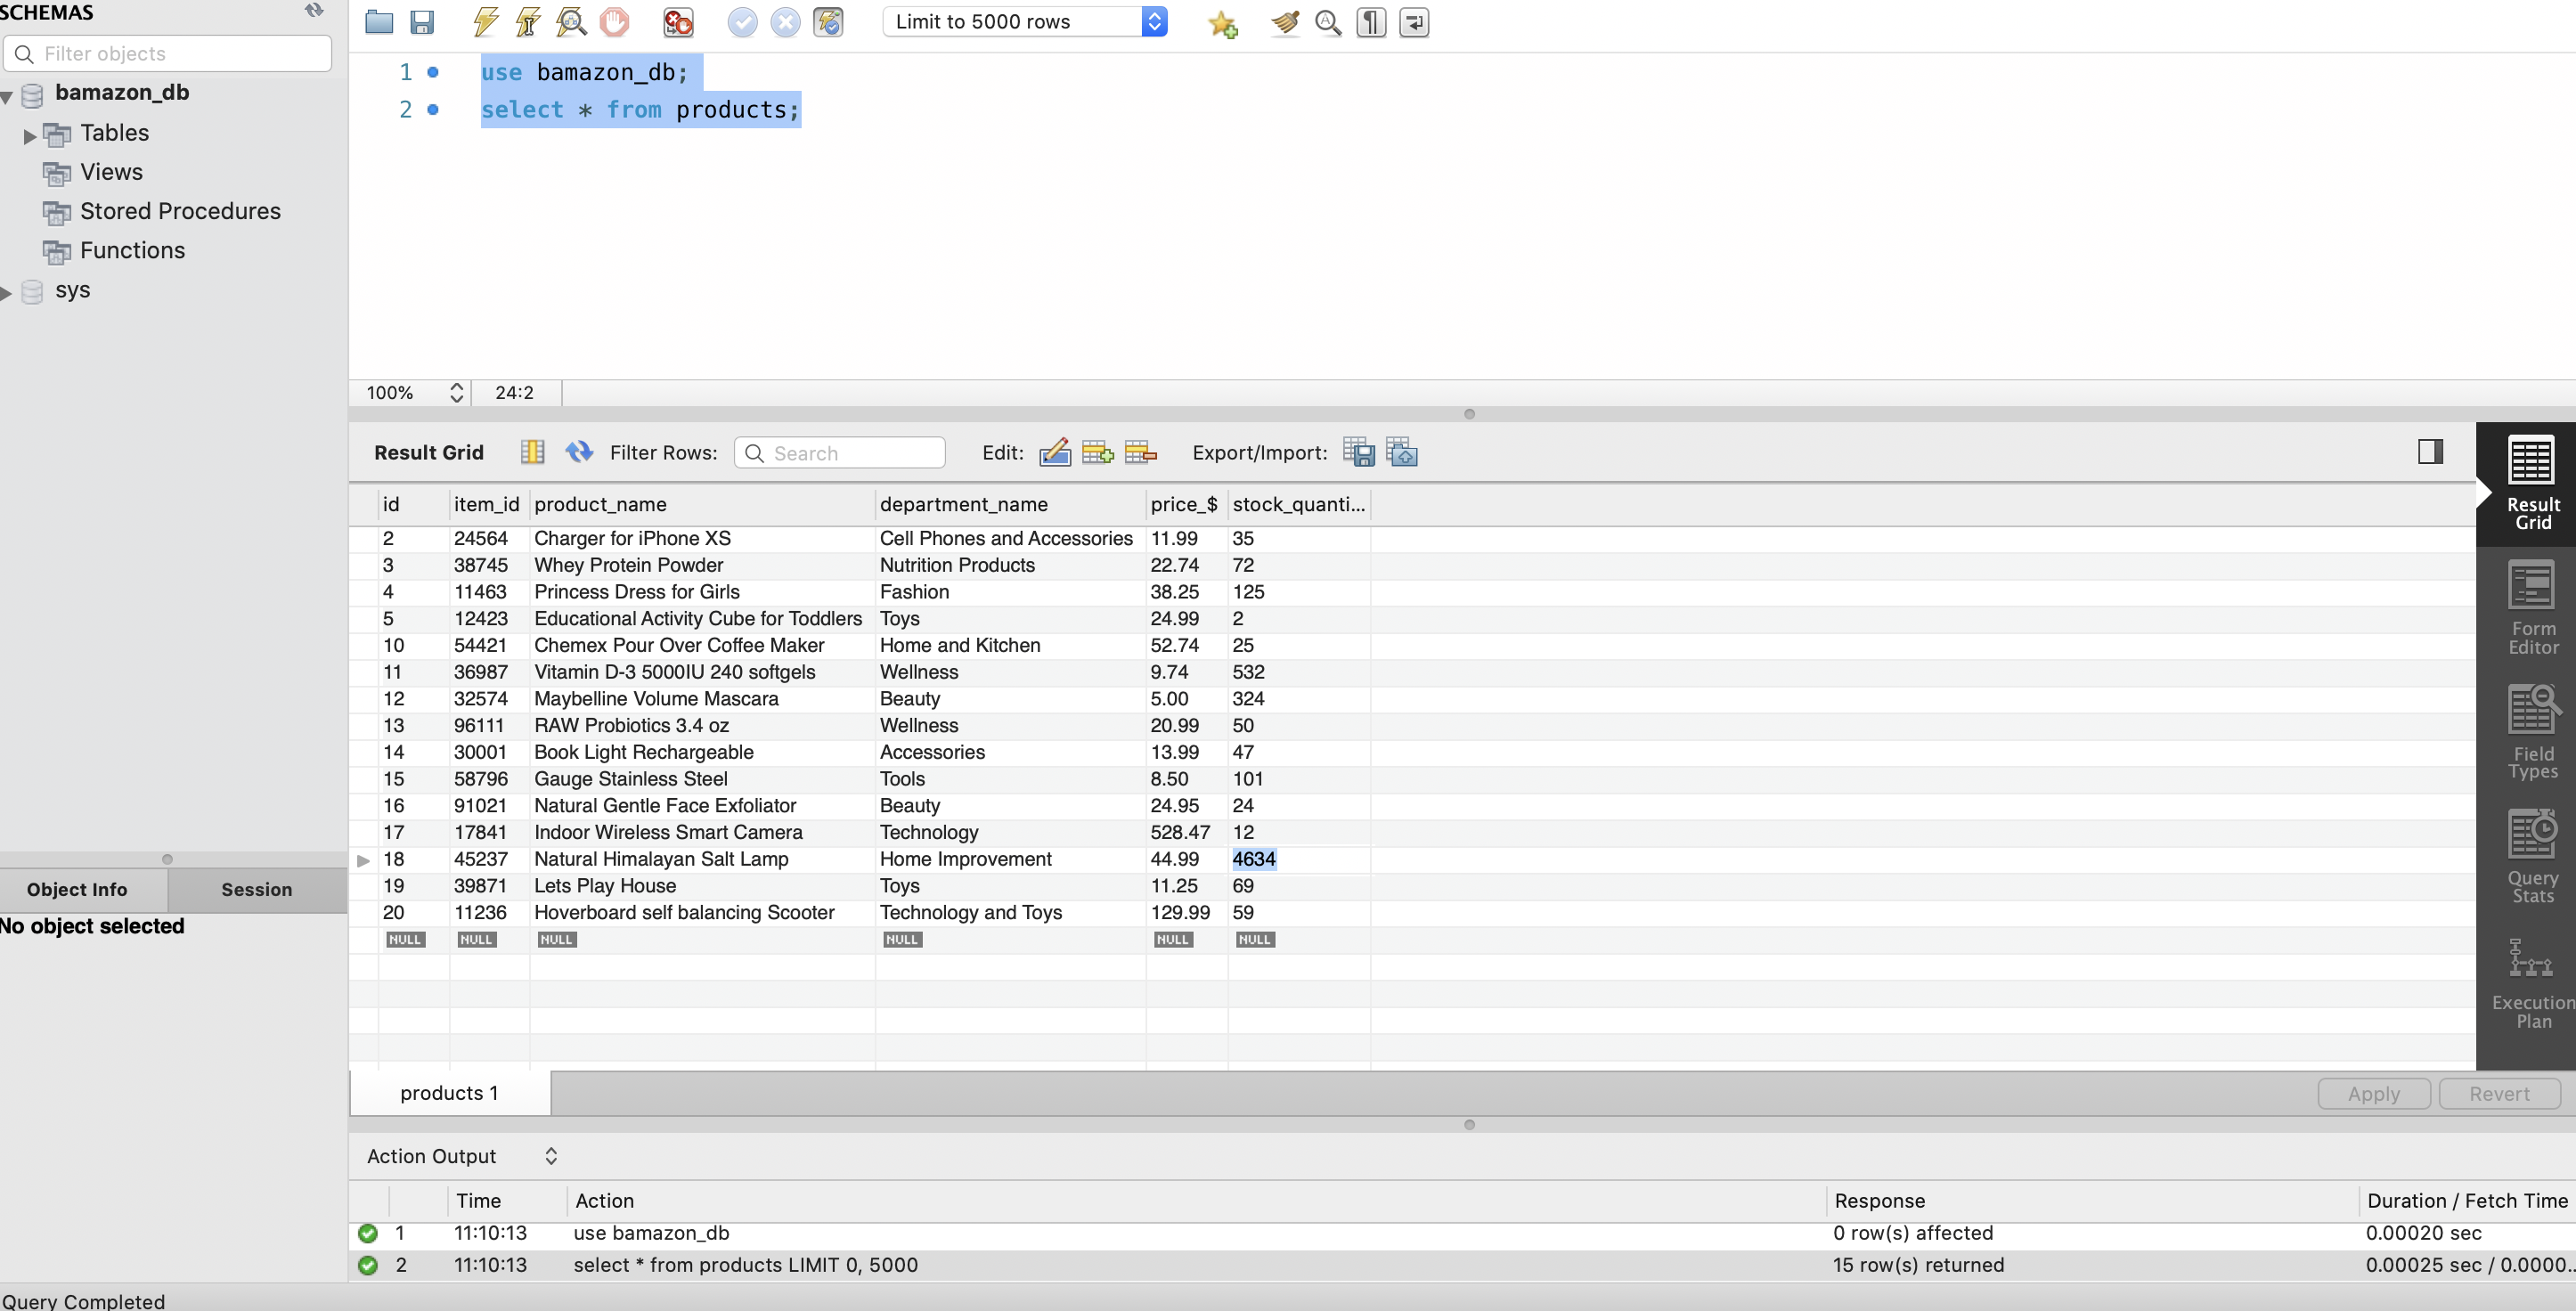 SCHEMAS
Filter objects
bamazon_db
Tables
Views
Stored Procedures
Functions
sys
Object Info Session
No object selected
Query Completed
Limit to 5000 rows
1 use bamazon_db;
2 select * from products;
100% 24:2
Result Grid Filter Rows: Search Edit: Export/Import:
id item_id product_name department_name price_$ stock_quanti...
2 24564 Charger for iPhone XS Cell Phones and Accessories 11.99 35
3 38745 Whey Protein Powder Nutrition Products 22.74 72
4 11463 Princess Dress for Girls Fashion 38.25 125
5 12423 Educational Activity Cube for Toddlers Toys 24.99 2
10 54421 Chemex Pour Over Coffee Maker Home and Kitchen 52.74 25
11 36987 Vitamin D-3 5000IU 240 softgels Wellness 9.74 532
12 32574 Maybelline Volume Mascara Beauty 5.00 324
13 96111 RAW Probiotics 3.4 oz Wellness 20.99 50
14 30001 Book Light Rechargeable Accessories 13.99 47
15 58796 Gauge Stainless Steel Tools 8.50 101
16 91021 Natural Gentle Face Exfoliator Beauty 24.95 24
17 17841 Indoor Wireless Smart Camera Technology 528.47 12
18 45237 Natural Himalayan Salt Lamp Home Improvement 44.99 4634
19 39871 Lets Play House Toys 11.25 69
20 11236 Hoverboard self balancing Scooter Technology and Toys 129.99 59
NULL NULL NULL NULL NULL NULL
Result
Grid
Form
Editor
Field
Types
Query
Stats
Execution
Plan
products 1 Apply Revert
Action Output
Time Action Response Duration / Fetch Time
1 11:10:13 use bamazon_db 0 row(s) affected 0.00020 sec
2 11:10:13 select * from products LIMIT 0, 5000 15 row(s) returned 0.00025 sec / 0.0000...